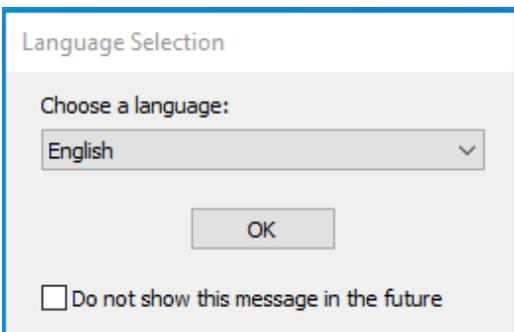 Language Selection
Choose a language:
English
OK
Do not show this message in the future